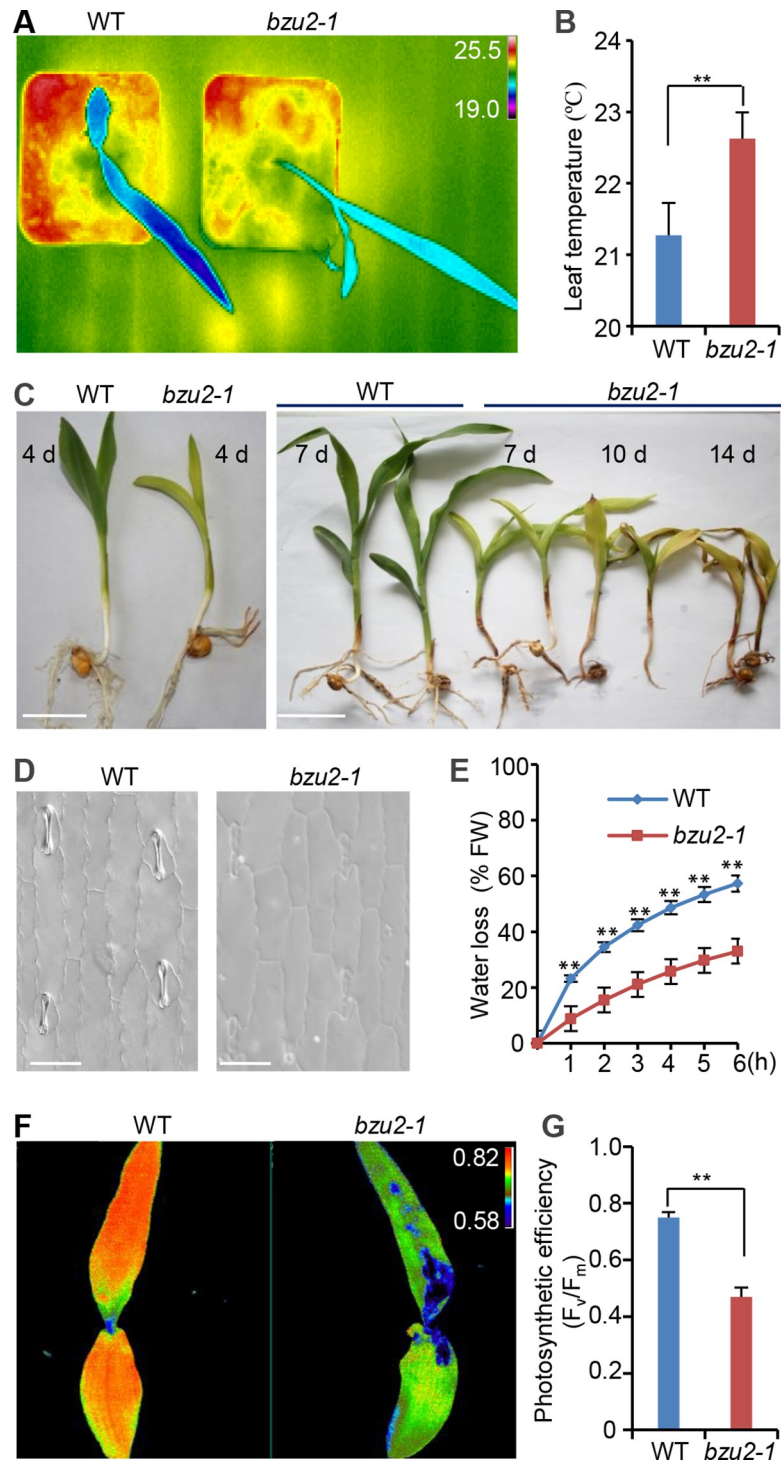 A
WT
bzu2-1
25.5
19.0
B
24
23
22
21
20
Leaf temperature (℃)
**
WT
bzu2-1
C
WT
bzu2-1
4 d
4 d
WT
bzu2-1
7 d
7 d
10 d
14 d
D
WT
bzu2-1
E
100
80
60
40
20
0
Water loss (% FW)
WT
bzu2-1
**
**
**
**
**
**
1 2 3 4 5 6(h)
F
WT
bzu2-1
0.82
0.58
G
1.0
0.8
0.6
0.4
0.2
0
Photosynthetic efficiency
(Fv/Fm)
**
WT
bzu2-1